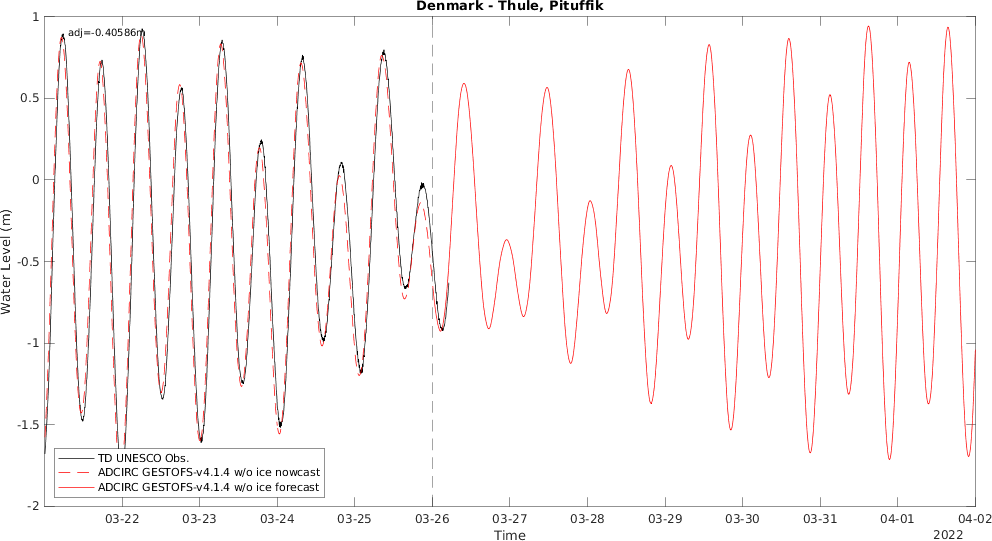 Denmark - Thule, Pituffik
adj=-0.40586m
1
0.5
0
-0.5
-1
-1.5
-2
Water Level (m)
TD UNESCO Obs.
ADCIRC GESTOFS-v4.1.4 w/o ice nowcast
ADCIRC GESTOFS-v4.1.4 w/o ice forecast
03-22
03-23
03-24
03-25
03-26
03-27
03-28
03-29
03-30
03-31
04-01
04-02
Time
2022